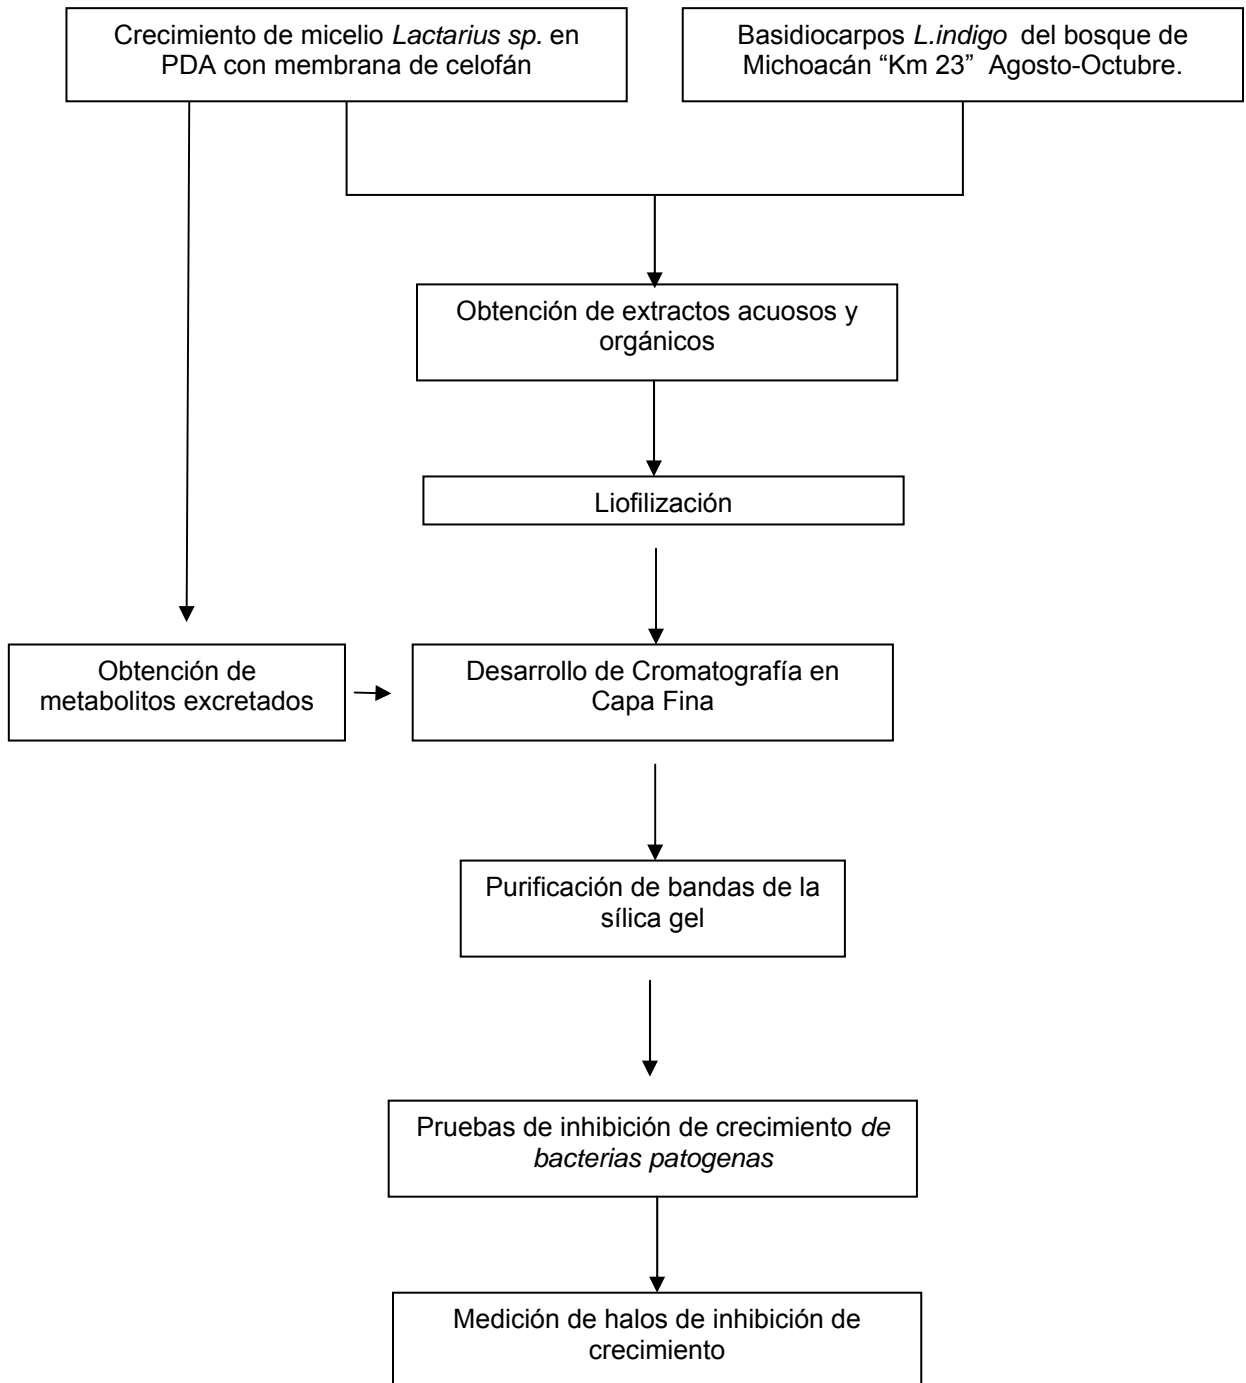 Crecimiento de micelio Lactarius sp. en
PDA con membrana de celofán
Basidiocarpos L.indigo del bosque de
Michoacán “Km 23” Agosto-Octubre.
Obtención de extractos acuosos y
orgánicos
Liofilización
Obtención de
metabolitos excretados
Desarrollo de Cromatografía en
Capa Fina
Purificación de bandas de la
sílica gel
Pruebas de inhibición de crecimiento de
bacterias patogenas
Medición de halos de inhibición de
crecimiento